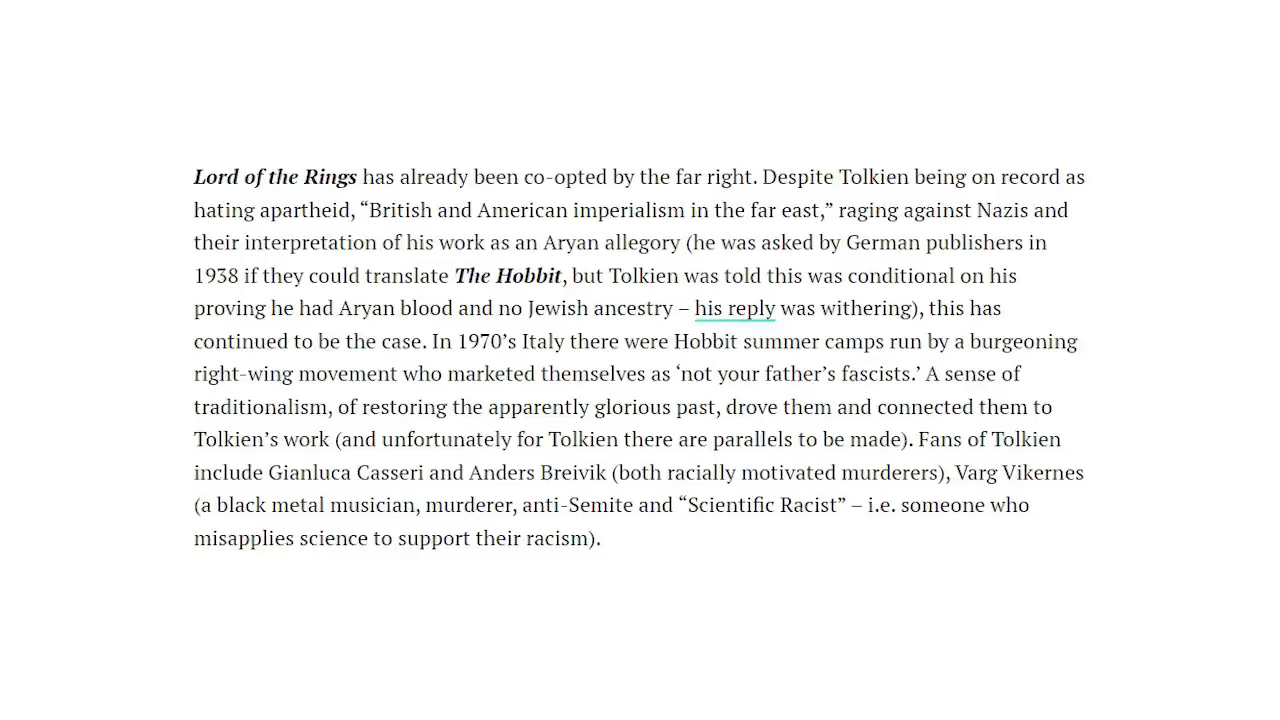 Lord of the Rings has already been co-opted by the far right. Despite Tolkien being on record as
hating apartheid, “British and American imperialism in the far east,” raging against Nazis and
their interpretation of his work as an Aryan allegory (he was asked by German publishers in
1938 if they could translate The Hobbit, but Tolkien was told this was conditional on his
proving he had Aryan blood and no Jewish ancestry – his reply was withering), this has
continued to be the case. In 1970’s Italy there were Hobbit summer camps run by a burgeoning
right-wing movement who marketed themselves as ‘not your father’s fascists.’ A sense of
traditionalism, of restoring the apparently glorious past, drove them and connected them to
Tolkien’s work (and unfortunately for Tolkien there are parallels to be made). Fans of Tolkien
include Gianluca Casseri and Anders Breivik (both racially motivated murderers), Varg Vikernes
(a black metal musician, murderer, anti-Semite and “Scientific Racist” – i.e. someone who
misapplies science to support their racism).